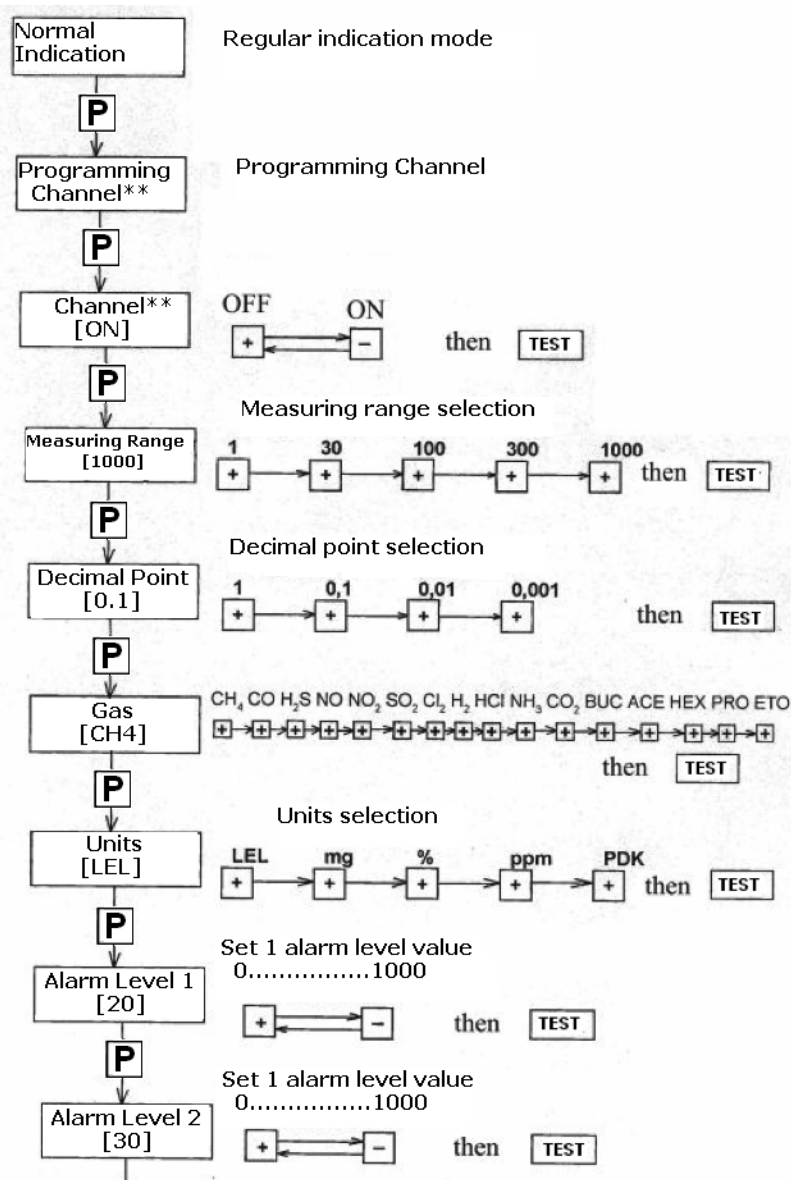 Normal
Indication
Regular indication mode
P
Programming
Channel**
Programming Channel
P
Channel**
[ON]
OFF ON
+ − then TEST
P
Measuring range selection
Measuring Range
[1000]
1 30 100 300 1000
+ + + + + then TEST
P
Decimal point selection
Decimal Point
[0.1]
1 0,1 0,01 0,001
+ + + + then TEST
P
Gas
[CH4]
CH₄ CO H₂S NO NO₂ SO₂ Cl₂ H₂ HCl NH₃ CO₂ BUC ACE HEX PRO ETO
+ + + + + + + + + + + + + + + +
then TEST
P
Units selection
Units
[LEL]
LEL mg % ppm PDK
+ + + + + then TEST
P
Set 1 alarm level value
0................1000
Alarm Level 1
[20]
+ − then TEST
P
Set 1 alarm level value
0................1000
Alarm Level 2
[30]
+ − then TEST